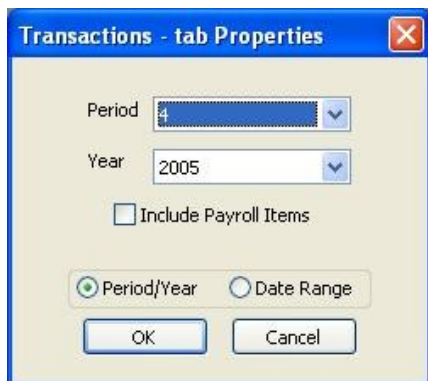 Transactions - tab Properties
Period 4
Year 2005
Include Payroll Items
Period/Year Date Range
OK Cancel